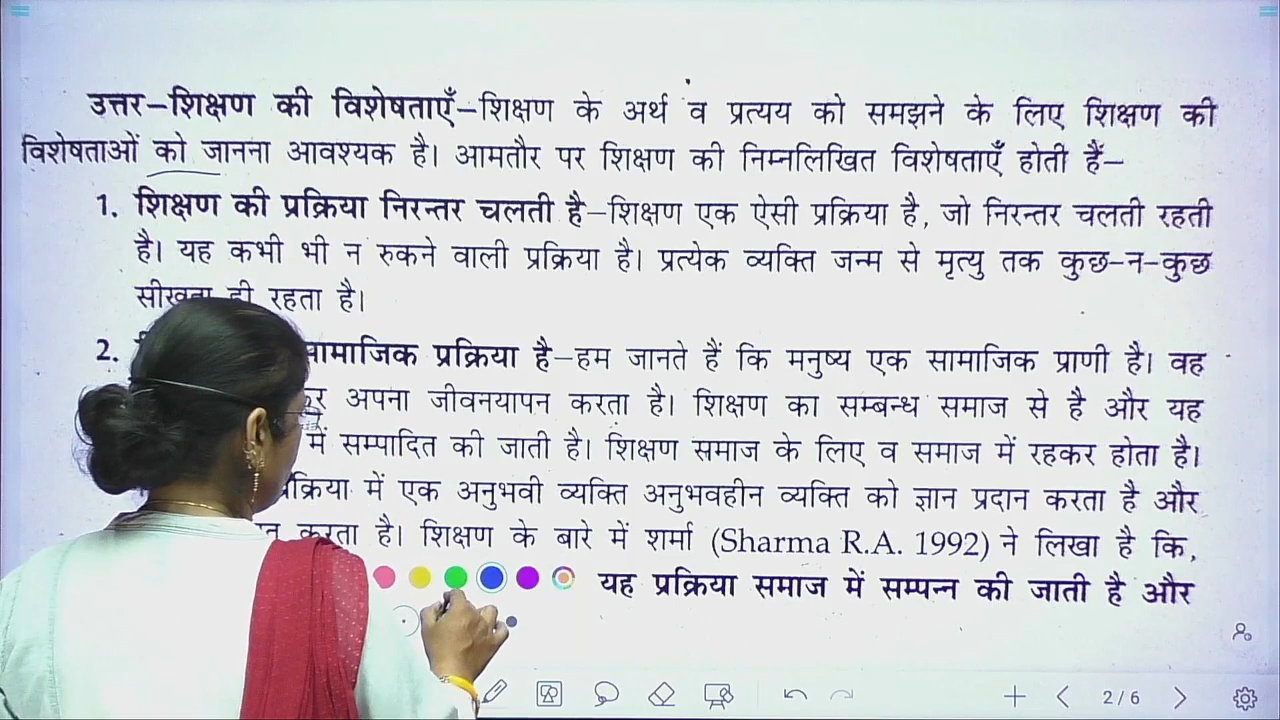 उत्तर–शिक्षण की विशेषताएँ–शिक्षण के अर्थ व प्रत्यय को समझने के लिए शिक्षण की
विशेषताओं को जानना आवश्यक है। आमतौर पर शिक्षण की निम्नलिखित विशेषताएँ होती हैं–
1. शिक्षण की प्रक्रिया निरन्तर चलती है–शिक्षण एक ऐसी प्रक्रिया है, जो निरन्तर चलती रहती
है। यह कभी भी न रुकने वाली प्रक्रिया है। प्रत्येक व्यक्ति जन्म से मृत्यु तक कुछ-न-कुछ
सीखता ही रहता है।
2. सामाजिक प्रक्रिया है–हम जानते हैं कि मनुष्य एक सामाजिक प्राणी है। वह
अपना जीवनयापन करता है। शिक्षण का सम्बन्ध समाज से है और यह
में सम्पादित की जाती है। शिक्षण समाज के लिए व समाज में रहकर होता है।
प्रक्रिया में एक अनुभवी व्यक्ति अनुभवहीन व्यक्ति को ज्ञान प्रदान करता है और
करता है। शिक्षण के बारे में शर्मा (Sharma R.A. 1992) ने लिखा है कि,
यह प्रक्रिया समाज में सम्पन्न की जाती है और
2/6